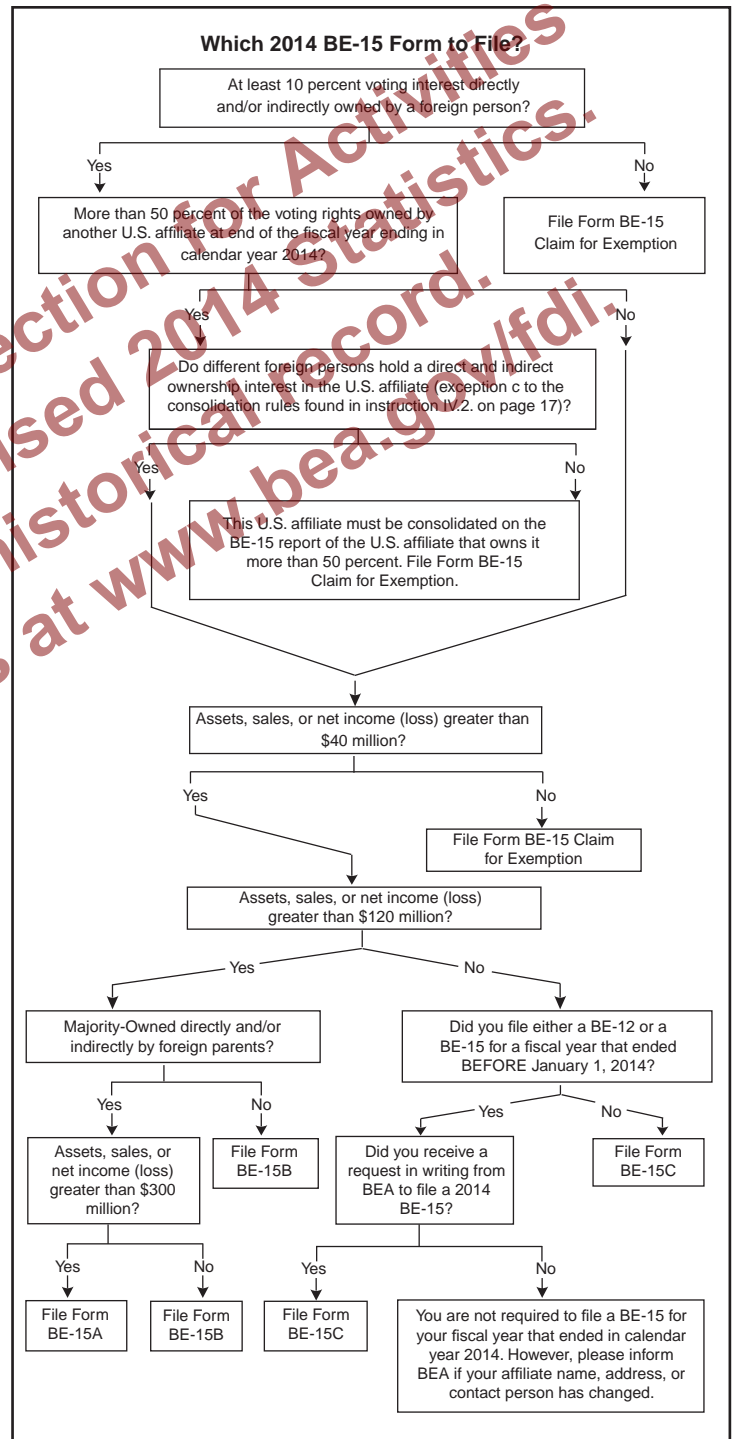 Which 2014 BE-15 Form to File?
At least 10 percent voting interest directly
and/or indirectly owned by a foreign person?
Yes
No
More than 50 percent of the voting rights owned by
another U.S. affiliate at end of the fiscal year ending in
calendar year 2014?
File Form BE-15
Claim for Exemption
Yes
No
Do different foreign persons hold a direct and indirect
ownership interest in the U.S. affiliate (exception c to the
consolidation rules found in instruction IV.2. on page 17)?
Yes
No
This U.S. affiliate must be consolidated on the
BE-15 report of the U.S. affiliate that owns it
more than 50 percent. File Form BE-15
Claim for Exemption.
Assets, sales, or net income (loss) greater than
$40 million?
Yes
No
File Form BE-15 Claim
for Exemption
Assets, sales, or net income (loss)
greater than $120 million?
Yes
No
Majority-Owned directly and/or
indirectly by foreign parents?
Did you file either a BE-12 or a
BE-15 for a fiscal year that ended
BEFORE January 1, 2014?
Yes
No
Yes
No
Assets, sales, or
net income (loss)
greater than $300
million?
File Form
BE-15B
Did you receive a
request in writing from
BEA to file a 2014
BE-15?
File Form
BE-15C
Yes
No
Yes
No
File Form
BE-15A
File Form
BE-15B
File Form
BE-15C
You are not required to file a BE-15 for
your fiscal year that ended in calendar
year 2014. However, please inform
BEA if your affiliate name, address, or
contact person has changed.
ection for Activities
ised 2014 Statistics.
historical record.
s at www.bea.gov/fdi.